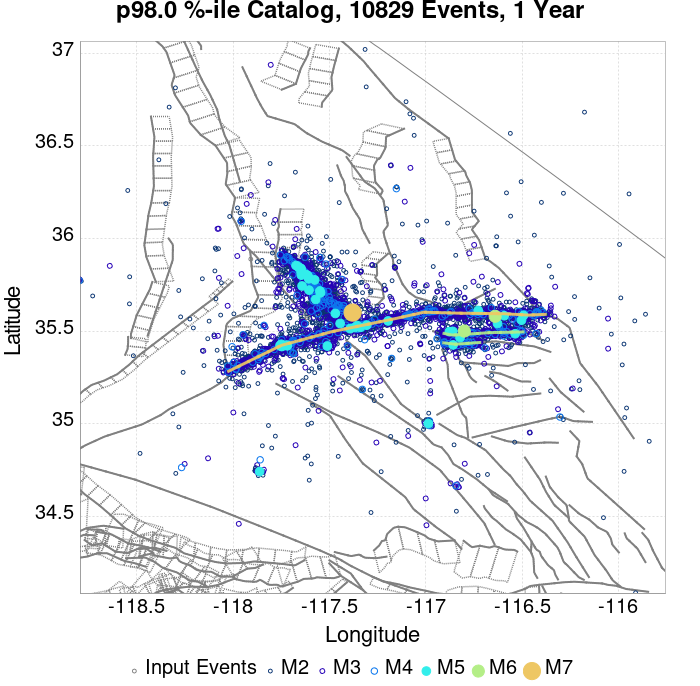 p98.0 %-ile Catalog, 10829 Events, 1 Year
37
36.5
36
35.5
35
34.5
Latitude
-118.5 -118 -117.5 -117 -116.5 -116
Longitude
Input Events M2 M3 M4 M5 M6 M7